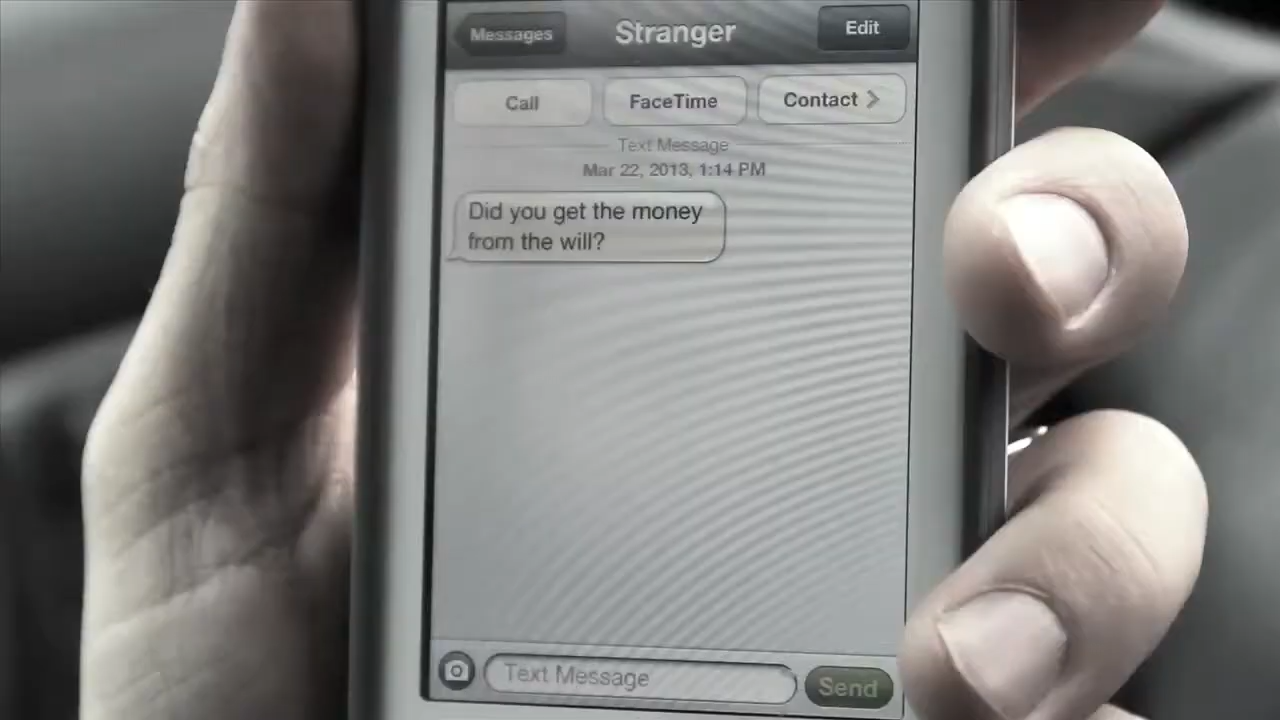 Messages Stranger Edit
Call FaceTime Contact
Text Message
Mar 22, 2013, 1:14 PM
Did you get the money
from the will?
Text Message Send